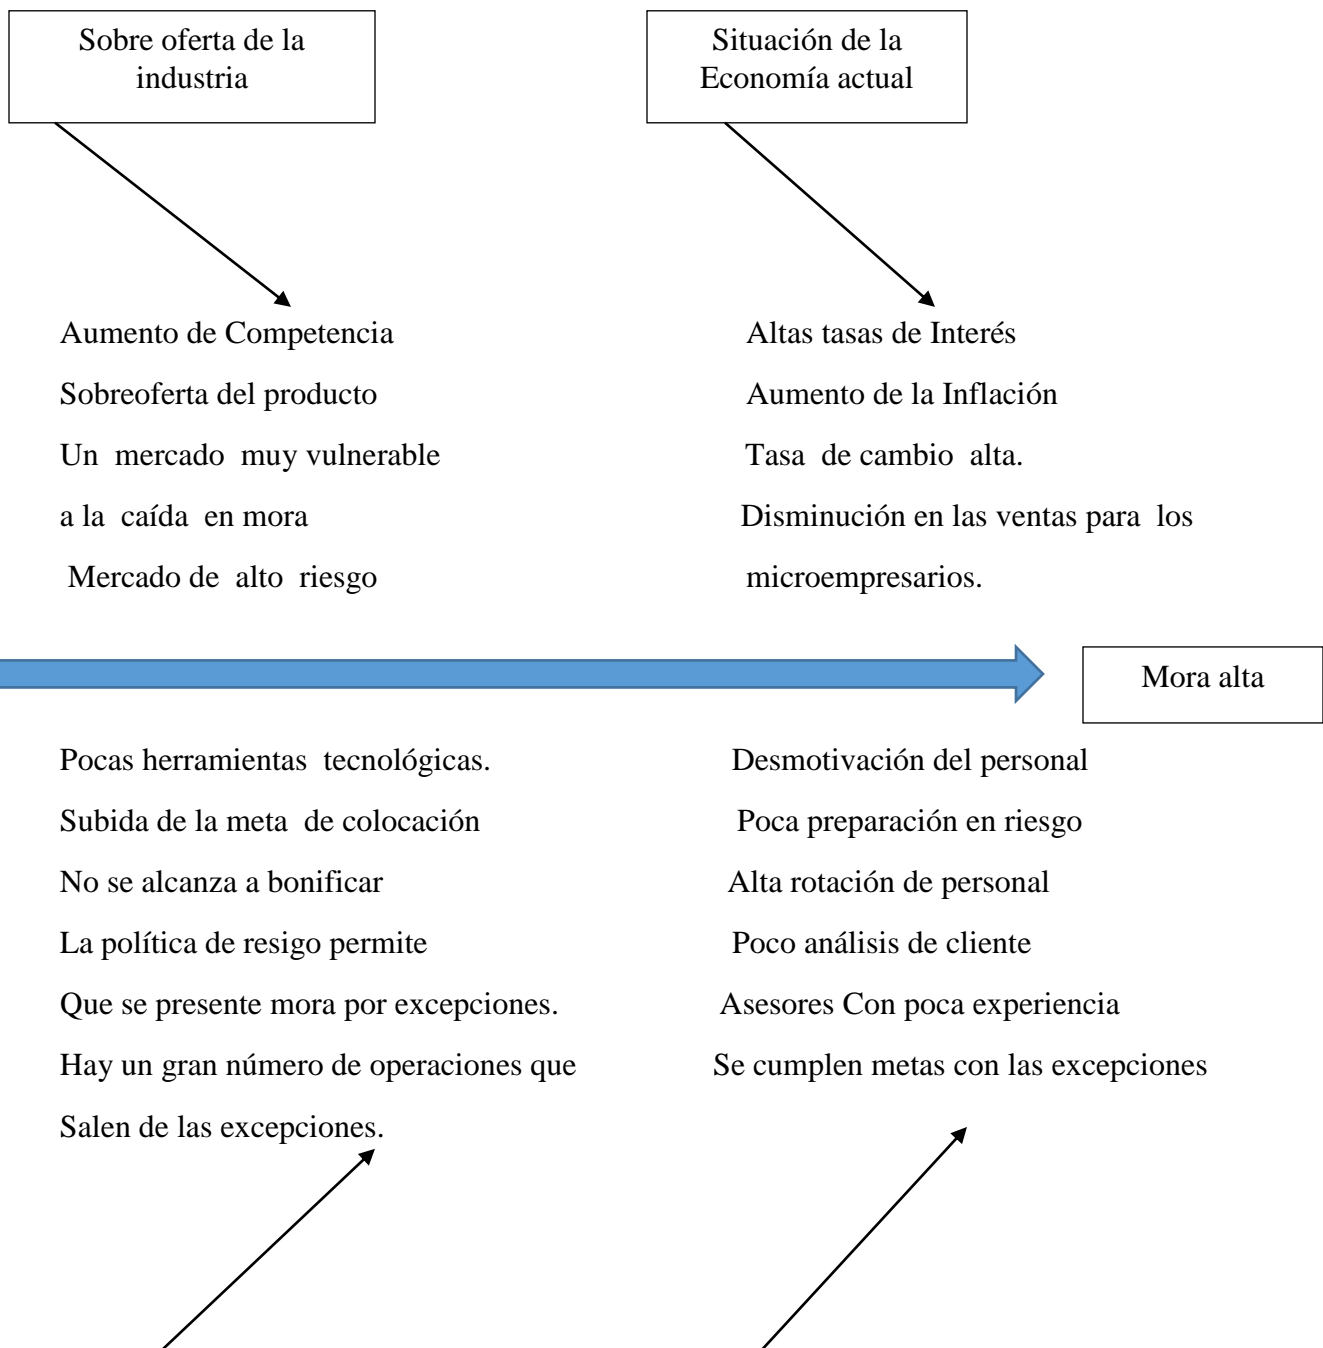 Sobre oferta de la
industria
Situación de la
Economía actual
Aumento de Competencia
Sobreoferta del producto
Un mercado muy vulnerable
a la caída en mora
Mercado de alto riesgo
Altas tasas de Interés
Aumento de la Inflación
Tasa de cambio alta.
Disminución en las ventas para los
microempresarios.
Mora alta
Pocas herramientas tecnológicas.
Subida de la meta de colocación
No se alcanza a bonificar
La política de resigo permite
Que se presente mora por excepciones.
Hay un gran número de operaciones que
Salen de las excepciones.
Desmotivación del personal
Poca preparación en riesgo
Alta rotación de personal
Poco análisis de cliente
Asesores Con poca experiencia
Se cumplen metas con las excepciones